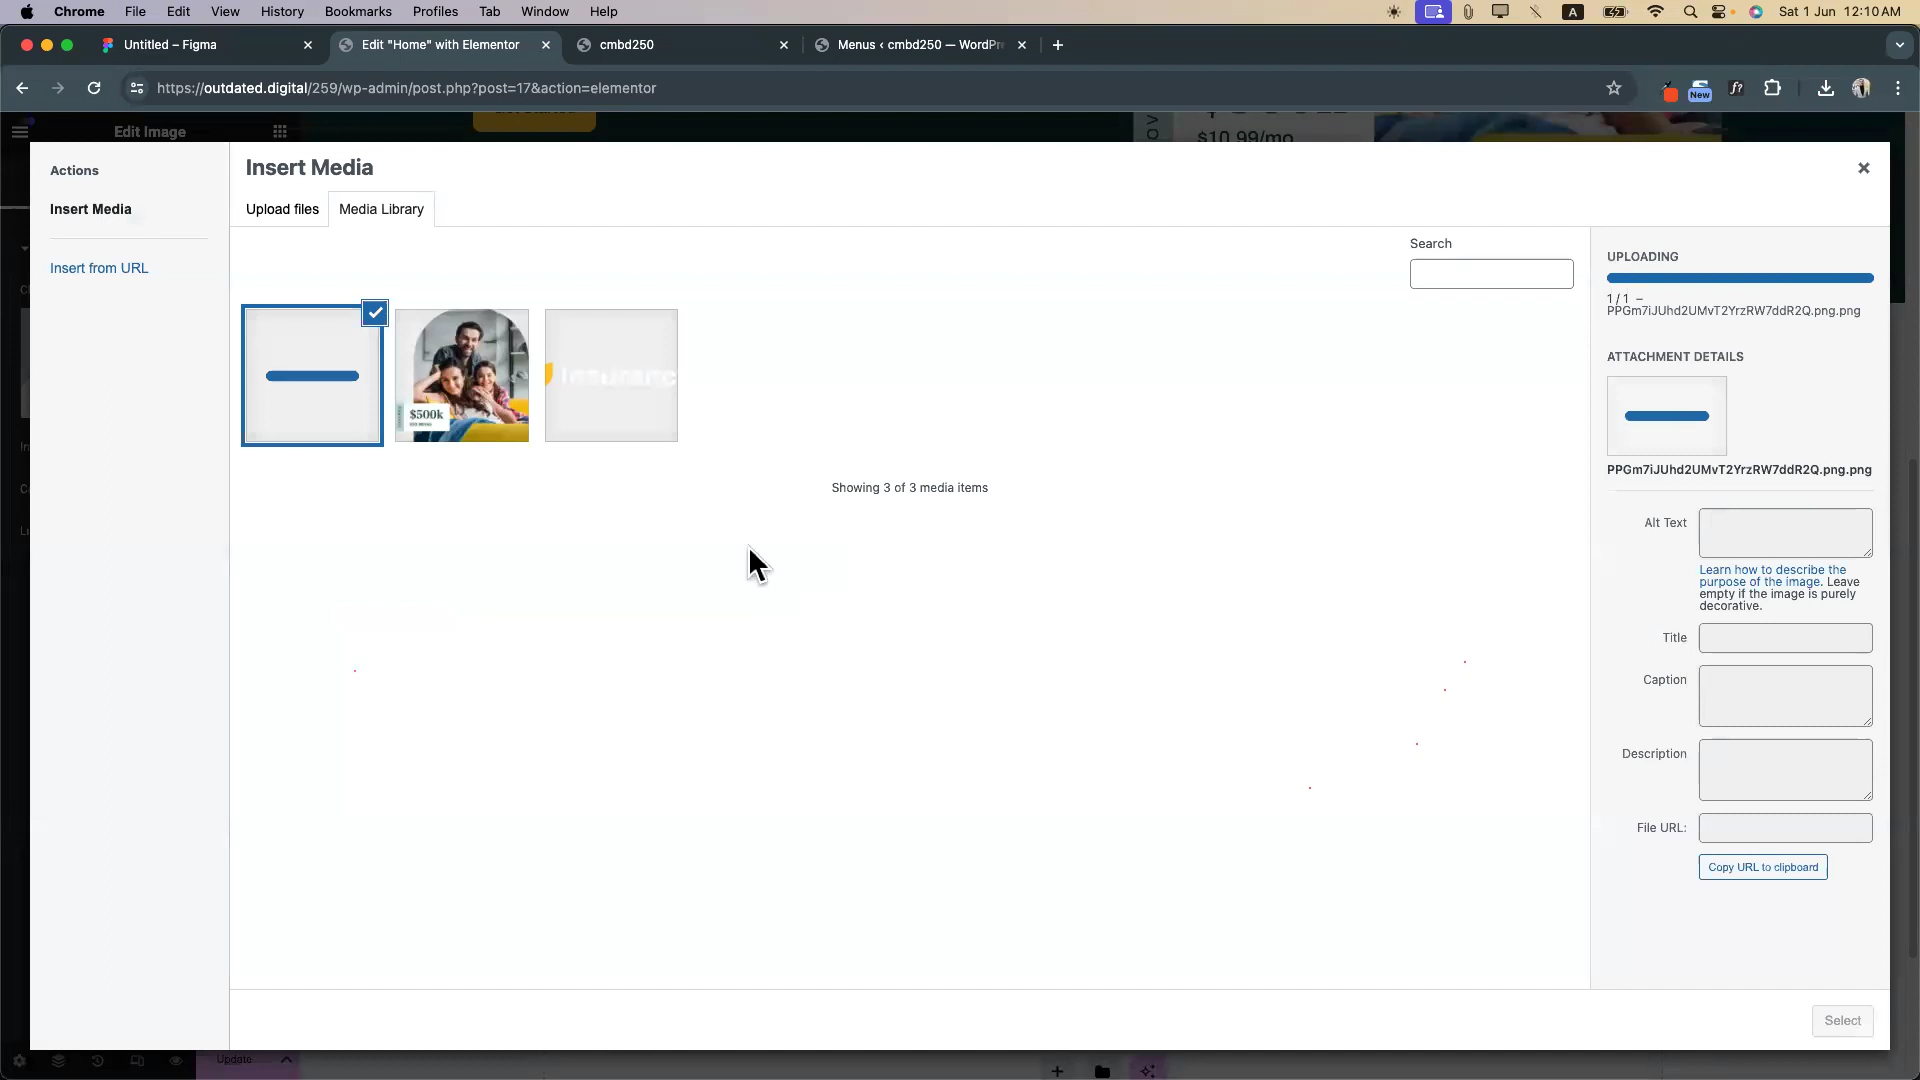 Chrome File Edit View History Bookmarks Profiles Tab Window Help
A
Sat 1 Jun 12:10 AM
Untitled – Figma
Edit "Home" with Elementor
cmbd250
Menus ‹ cmbd250 — WordPr
https://outdated.digital/259/wp-admin/post.php?post=17&action=elementor
New
f?
Edit Image
$10.99/mo
Actions
Insert Media
Insert from URL
Insert Media
Upload files
Media Library
Search
$500k
Showing 3 of 3 media items
UPLOADING
1 / 1 –
PPGm7iJUhd2UMvT2YrzRW7ddR2Q.png.png
ATTACHMENT DETAILS
PPGm7iJUhd2UMvT2YrzRW7ddR2Q.png.png
Alt Text
Learn how to describe the
purpose of the image. Leave
empty if the image is purely
decorative.
Title
Caption
Description
File URL:
Copy URL to clipboard
Select
Update